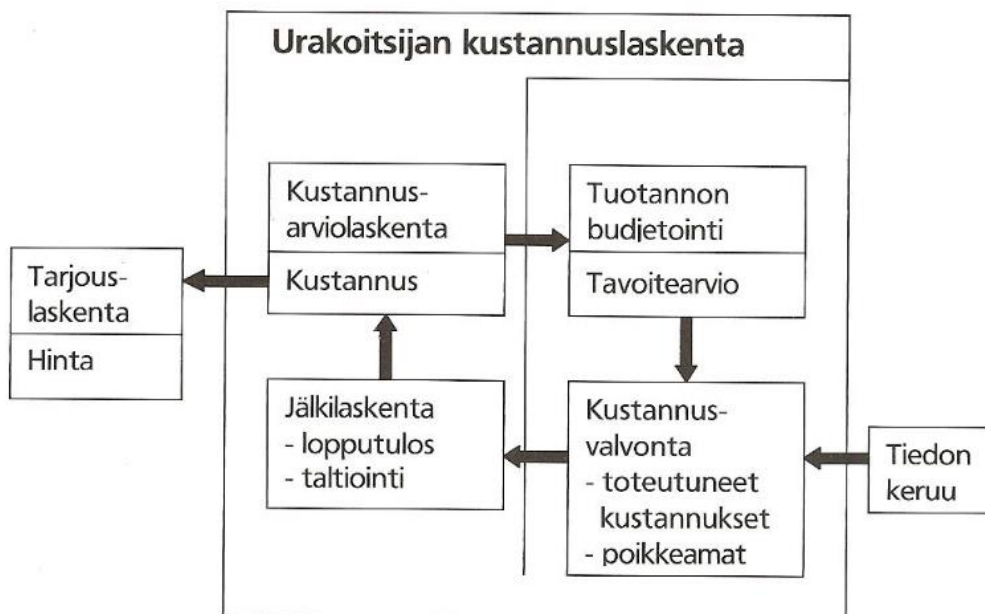 Urakoitsijan kustannuslaskenta
Kustannus-
arviolaskenta
Kustannus
Tuotannon
budjetointi
Tavoitearvio
Tarjous-
laskenta
Hinta
Jälkilaskenta
- lopputulos
- taltiointi
Kustannus-
valvonta
- toteutuneet
kustannukset
- poikkeamat
Tiedon
keruu